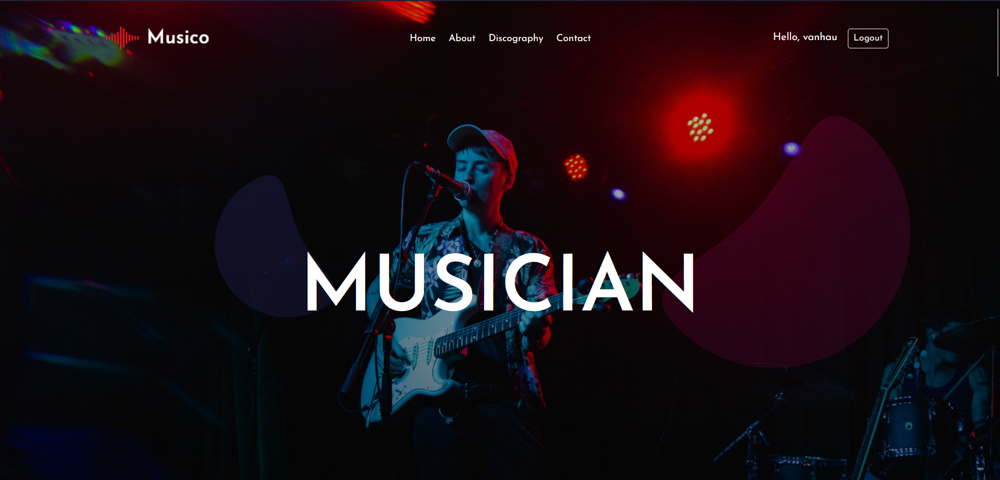 Musico
Home About Discography Contact
Hello, vanhau Logout
MUSICIAN